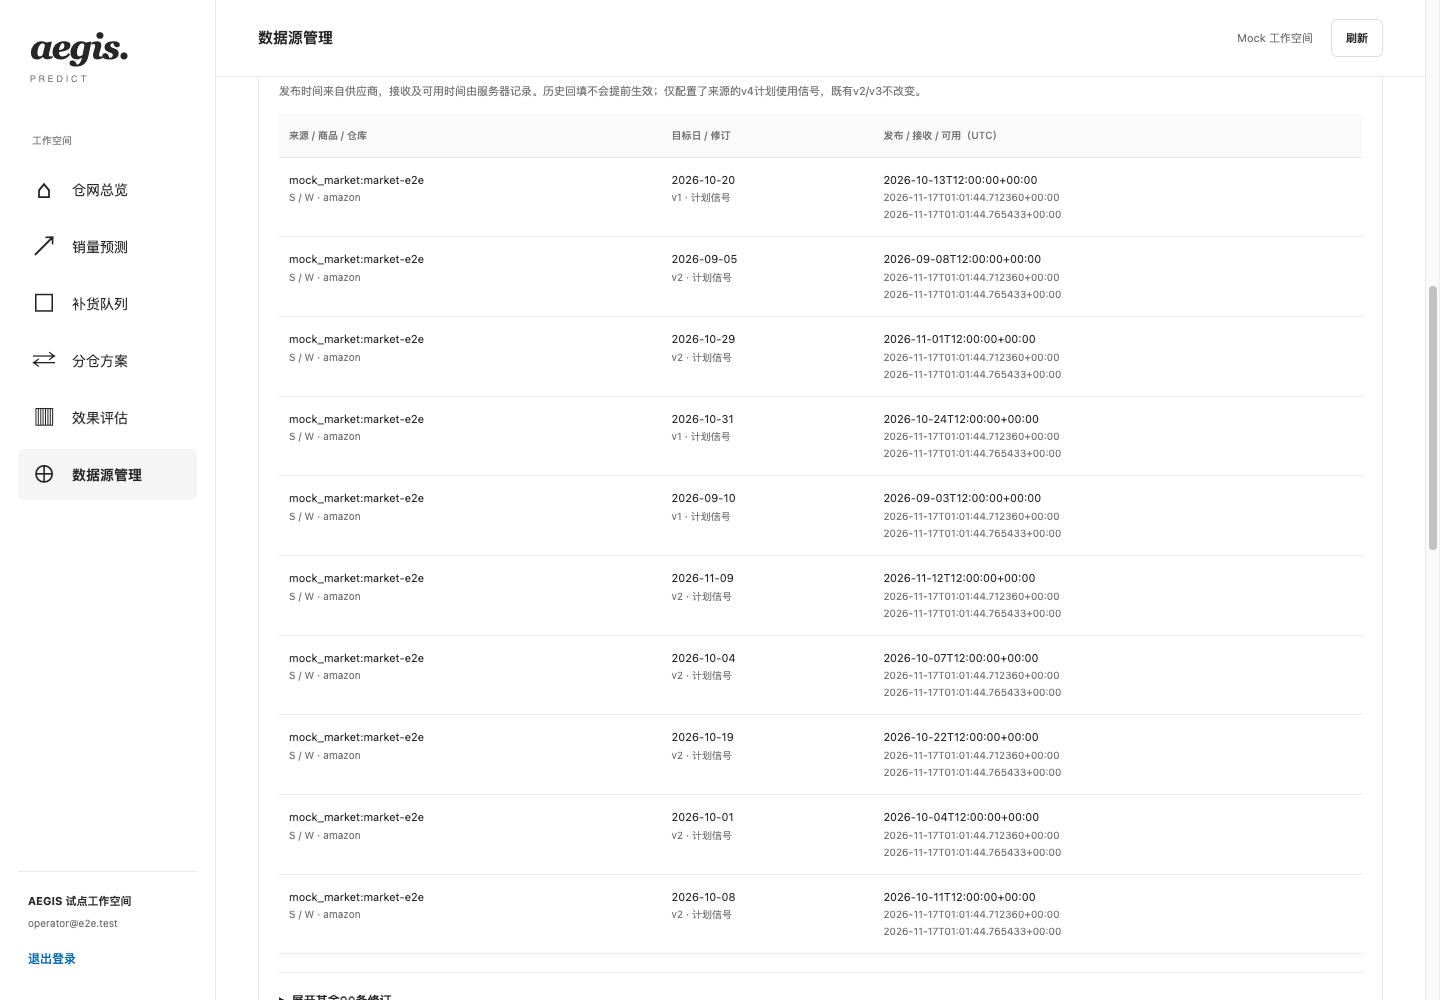 aegis.
PREDICT
工作空间
仓网总览
销量预测
补货队列
分仓方案
效果评估
数据源管理
AEGIS 试点工作空间
operator@e2e.test
退出登录
数据源管理
Mock 工作空间
刷新
发布时间来自供应商，接收及可用时间由服务器记录。历史回填不会提前生效；仅配置了来源的v4计划使用信号，既有v2/v3不改变。
来源 / 商品 / 仓库 目标日 / 修订 发布 / 接收 / 可用（UTC）
mock_market:market-e2e 2026-10-20 2026-10-13T12:00:00+00:00
S / W · amazon v1 · 计划信号 2026-11-17T01:01:44.712360+00:00
2026-11-17T01:01:44.765433+00:00
mock_market:market-e2e 2026-09-05 2026-09-08T12:00:00+00:00
S / W · amazon v2 · 计划信号 2026-11-17T01:01:44.712360+00:00
2026-11-17T01:01:44.765433+00:00
mock_market:market-e2e 2026-10-29 2026-11-01T12:00:00+00:00
S / W · amazon v2 · 计划信号 2026-11-17T01:01:44.712360+00:00
2026-11-17T01:01:44.765433+00:00
mock_market:market-e2e 2026-10-31 2026-10-24T12:00:00+00:00
S / W · amazon v1 · 计划信号 2026-11-17T01:01:44.712360+00:00
2026-11-17T01:01:44.765433+00:00
mock_market:market-e2e 2026-09-10 2026-09-03T12:00:00+00:00
S / W · amazon v1 · 计划信号 2026-11-17T01:01:44.712360+00:00
2026-11-17T01:01:44.765433+00:00
mock_market:market-e2e 2026-11-09 2026-11-12T12:00:00+00:00
S / W · amazon v2 · 计划信号 2026-11-17T01:01:44.712360+00:00
2026-11-17T01:01:44.765433+00:00
mock_market:market-e2e 2026-10-04 2026-10-07T12:00:00+00:00
S / W · amazon v2 · 计划信号 2026-11-17T01:01:44.712360+00:00
2026-11-17T01:01:44.765433+00:00
mock_market:market-e2e 2026-10-19 2026-10-22T12:00:00+00:00
S / W · amazon v2 · 计划信号 2026-11-17T01:01:44.712360+00:00
2026-11-17T01:01:44.765433+00:00
mock_market:market-e2e 2026-10-01 2026-10-04T12:00:00+00:00
S / W · amazon v2 · 计划信号 2026-11-17T01:01:44.712360+00:00
2026-11-17T01:01:44.765433+00:00
mock_market:market-e2e 2026-10-08 2026-10-11T12:00:00+00:00
S / W · amazon v2 · 计划信号 2026-11-17T01:01:44.712360+00:00
2026-11-17T01:01:44.765433+00:00